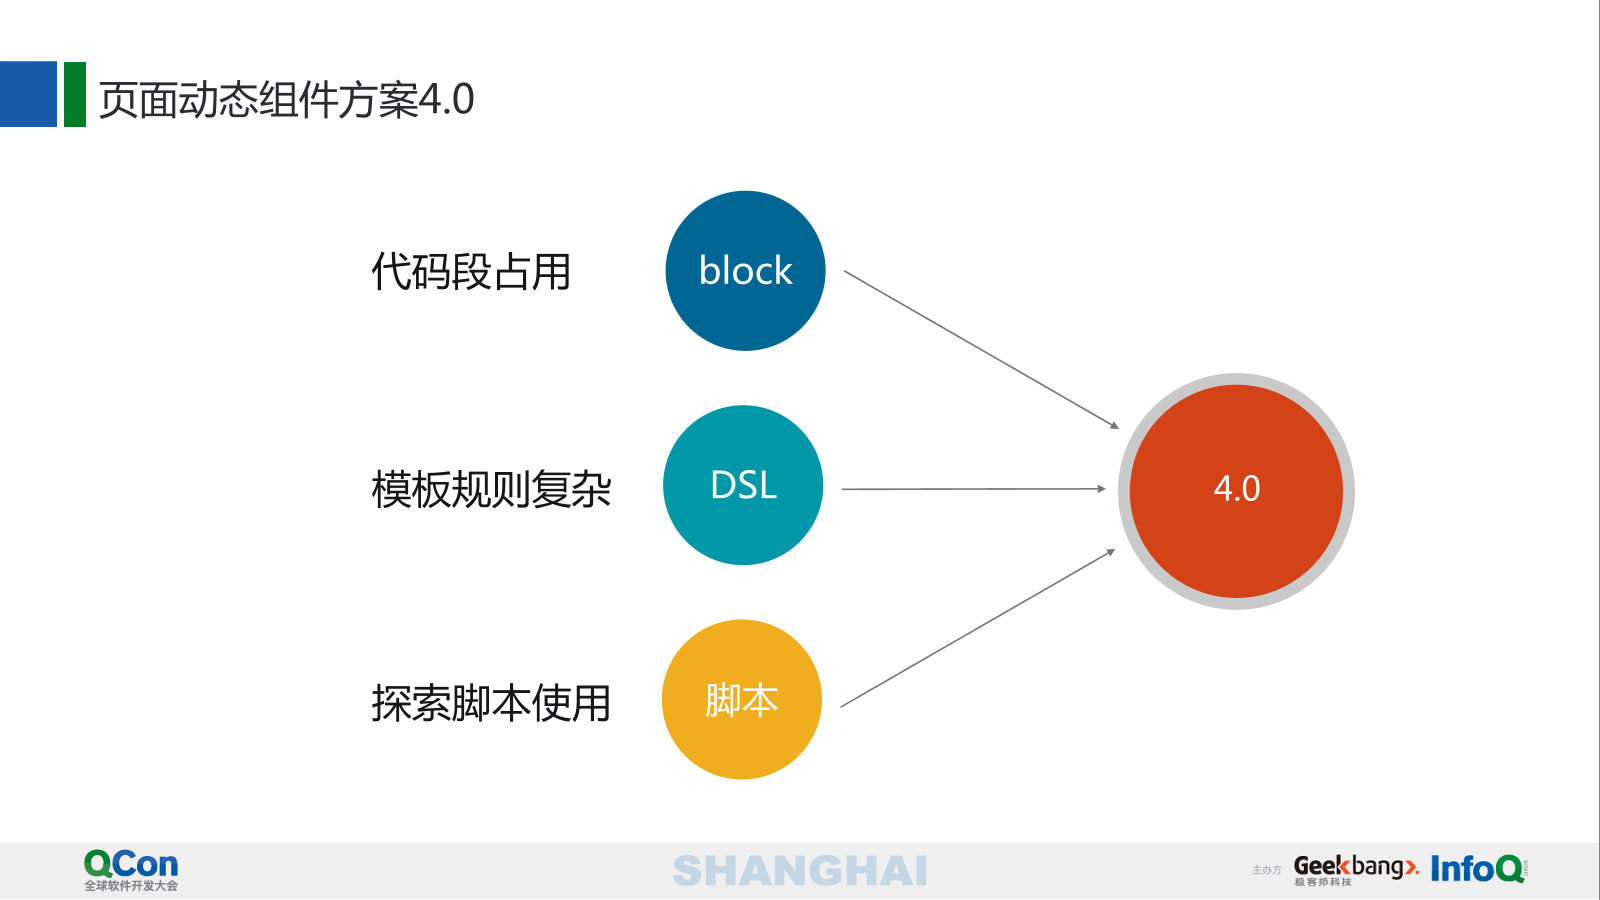 页面动态组件方案4.0
代码段占用
block
模板规则复杂
DSL
4.0
探索脚本使用
脚本
QCon
全球软件开发大会
SHANGHAI
主办方
Geekbang>.
极客邦科技
InfoQ